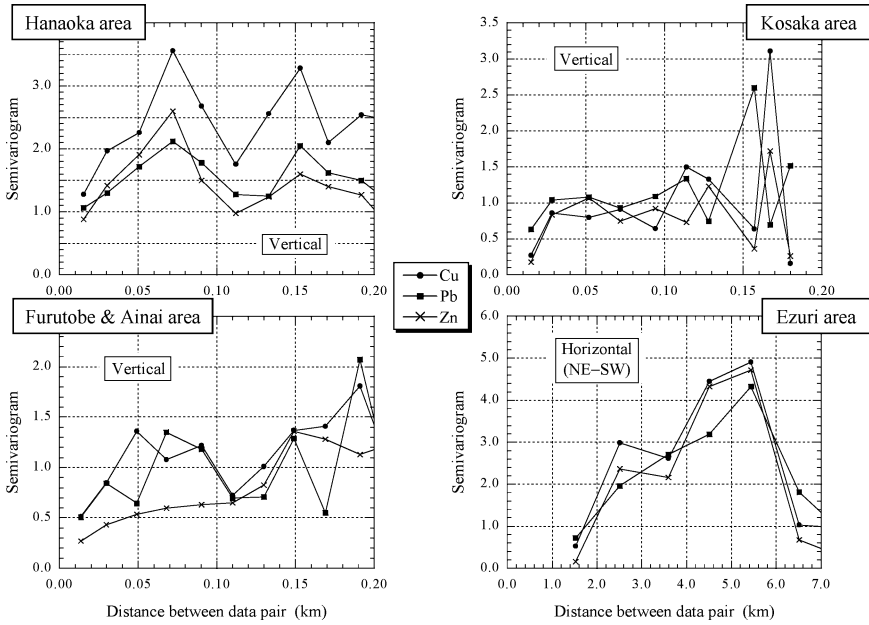 Hanaoka area
Semivariogram
3.0
2.0
1.0
0.0
Vertical
0.00
0.05
0.10
0.15
0.20
Kosaka area
Semivariogram
3.5
3.0
2.5
2.0
1.5
1.0
0.5
0.0
Vertical
0.00
0.05
0.10
0.15
0.20
Cu
Pb
Zn
Furutobe & Ainai area
Semivariogram
2.0
1.5
1.0
0.5
0.0
Vertical
0.00
0.05
0.10
0.15
0.20
Distance between data pair (km)
Ezuri area
Semivariogram
6.0
5.0
4.0
3.0
2.0
1.0
0.0
Horizontal
(NE−SW)
0.0
1.0
2.0
3.0
4.0
5.0
6.0
7.0
Distance between data pair (km)